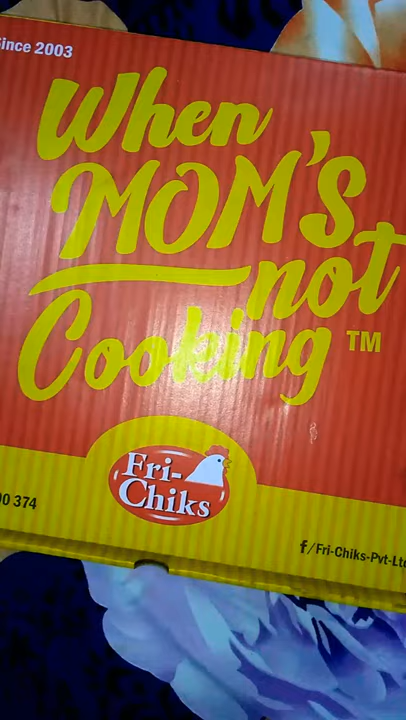 Since 2003
When
MOM'S
not
Cooking ™
Fri-
Chiks
00 374
f/Fri-Chiks-Pvt-Ltd